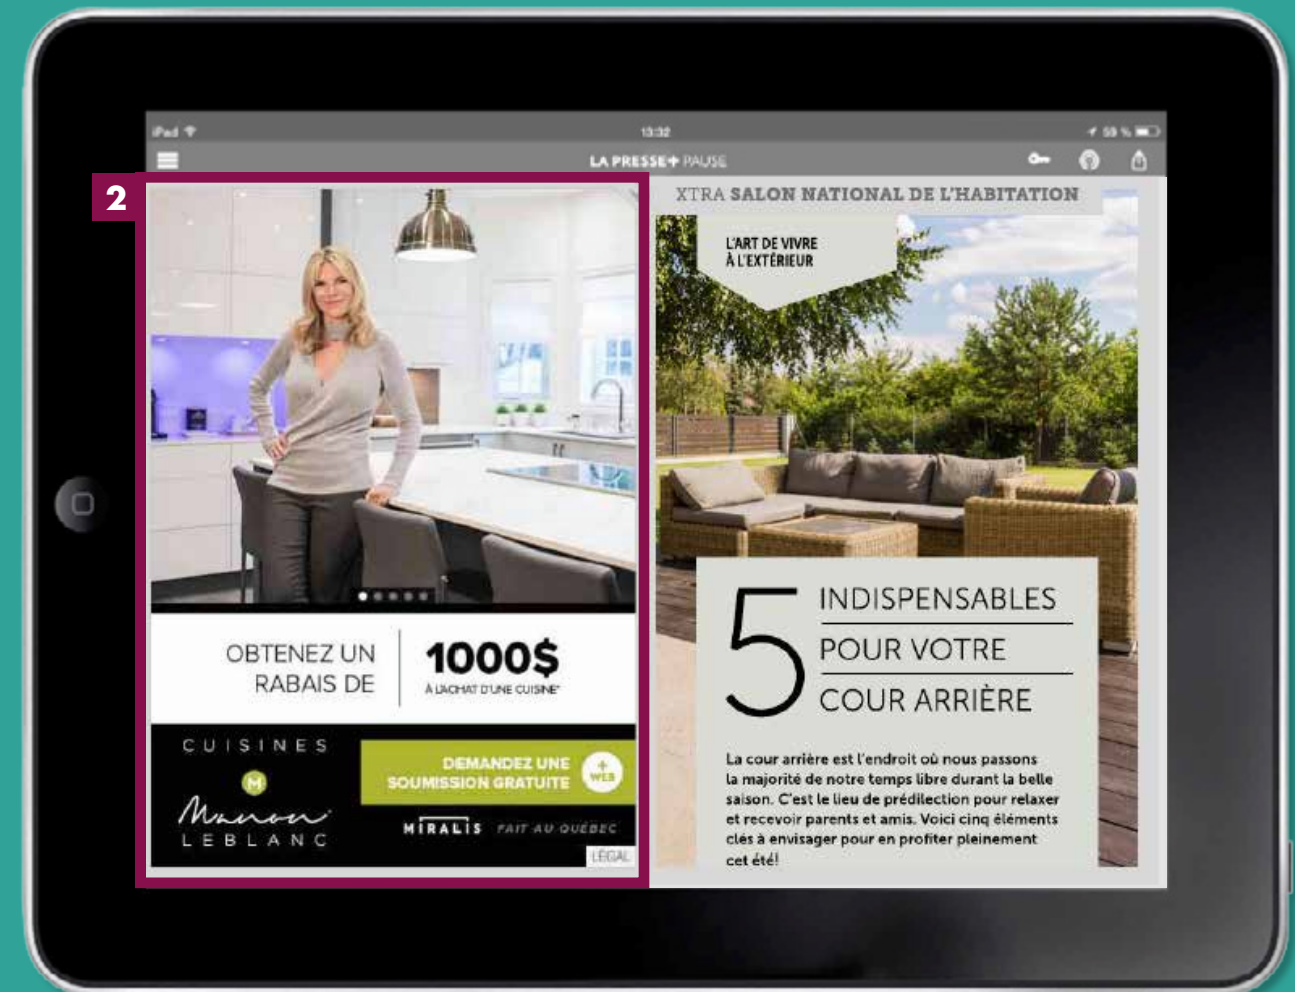 iPad
13:32
59 %
LA PRESSE+ PAUSE
2
OBTENEZ UN
RABAIS DE
1000$
À L'ACHAT D'UNE CUISINE*
CUISINES
M
Manon
LEBLANC
DEMANDEZ UNE
SOUMISSION GRATUITE
+
WEB
MIRALIS FAIT AU QUÉBEC
LÉGAL
XTRA SALON NATIONAL DE L'HABITATION
L'ART DE VIVRE
À L'EXTÉRIEUR
5
INDISPENSABLES
POUR VOTRE
COUR ARRIÈRE
La cour arrière est l'endroit où nous passons
la majorité de notre temps libre durant la belle
saison. C'est le lieu de prédilection pour relaxer
et recevoir parents et amis. Voici cinq éléments
clés à envisager pour en profiter pleinement
cet été!